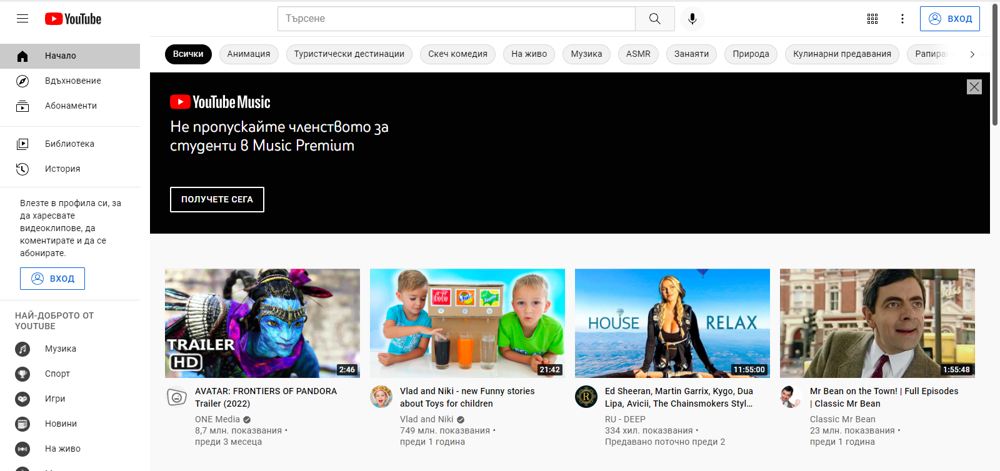 YouTube
Търсене
ВХОД
Начало
Вдъхновение
Абонаменти
Библиотека
История
Влезте в профила си, за
да харесвате
видеоклипове, да
коментирате и да се
абонирате.
ВХОД
НАЙ-ДОБРОТО ОТ
YOUTUBE
Музика
Спорт
Игри
Новини
На живо
Всички
Анимация
Туристически дестинации
Скеч комедия
На живо
Музика
ASMR
Занаяти
Природа
Кулинарни предавания
YouTube Music
Не пропускайте членството за
студенти в Music Premium
ПОЛУЧЕТЕ СЕГА
TRAILER
HD
2:46
AVATAR: FRONTIERS OF PANDORA
Trailer (2022)
ONE Media
8,7 млн. показвания •
преди 3 месеца
21:42
Vlad and Niki - new Funny stories
about Toys for children
Vlad and Niki
749 млн. показвания •
преди 1 година
HOUSE RELAX
11:55:00
R
Ed Sheeran, Martin Garrix, Kygo, Dua
Lipa, Avicii, The Chainsmokers Styl...
RU - DEEP
334 хил. показвания •
Предавано поточно преди 2
1:55:48
Mr Bean on the Town! | Full Episodes
| Classic Mr Bean
Classic Mr Bean
23 млн. показвания •
преди 1 година